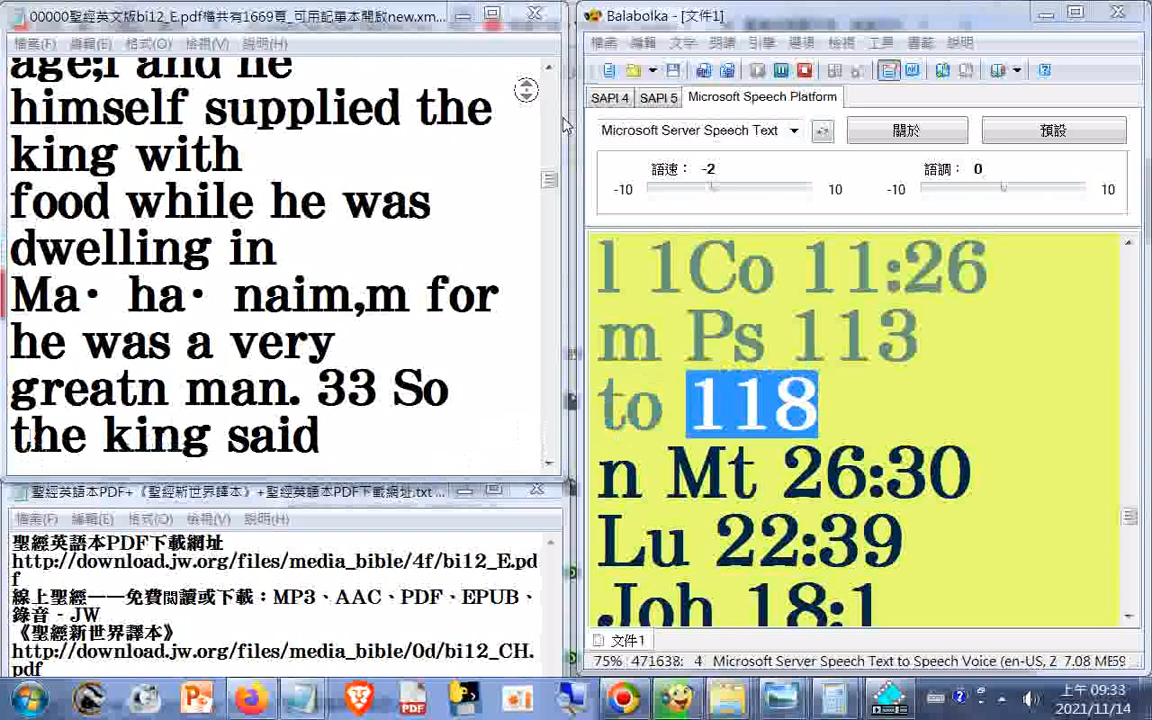 00000聖經英文版bi12_E.pdf檔共有1669頁_可用記事本開啟new.xm...
檔案(F) 編輯(E) 格式(O) 檢視(V) 說明(H)
age;l and he
himself supplied the
king with
food while he was
dwelling in
Ma· ha· naim,m for
he was a very
greatn man. 33 So
the king said
聖經英語本PDF+《聖經新世界譯本》+聖經英語本PDF下載網址.txt ...
檔案(F) 編輯(E) 格式(O) 檢視(V) 說明(H)
聖經英語本PDF下載網址
http://download.jw.org/files/media_bible/4f/bi12_E.pd
f
線上聖經——免費閱讀或下載：MP3、AAC、PDF、EPUB、
錄音 - JW
《聖經新世界譯本》
http://download.jw.org/files/media_bible/0d/bi12_CH.
pdf
Balabolka - [文件1]
檔案 編輯 文字 朗讀 引擎 選項 檢視 工具 書籤 說明
SAPI 4 SAPI 5 Microsoft Speech Platform
Microsoft Server Speech Text 關於 預設
語速： -2 語調： 0
-10 10 -10 10
l 1Co 11:26
m Ps 113
to 118
n Mt 26:30
Lu 22:39
Joh 18:1
文件1
75% 471638: 4 Microsoft Server Speech Text to Speech Voice (en-US, Z 7.08 ME59
上午 09:33
2021/11/14